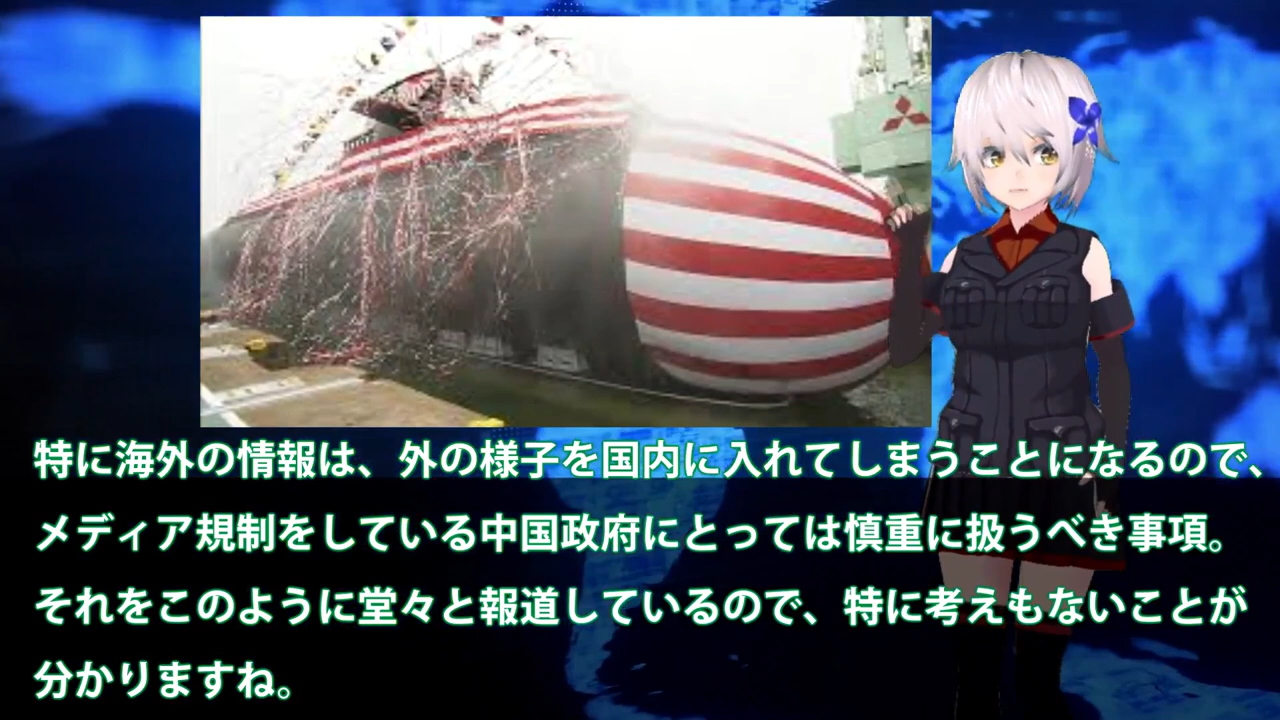 特に海外の情報は、外の様子を国内に入れてしまうことになるので、
メディア規制をしている中国政府にとっては慎重に扱うべき事項。
それをこのように堂々と報道しているので、特に考えもないことが
分かりますね。